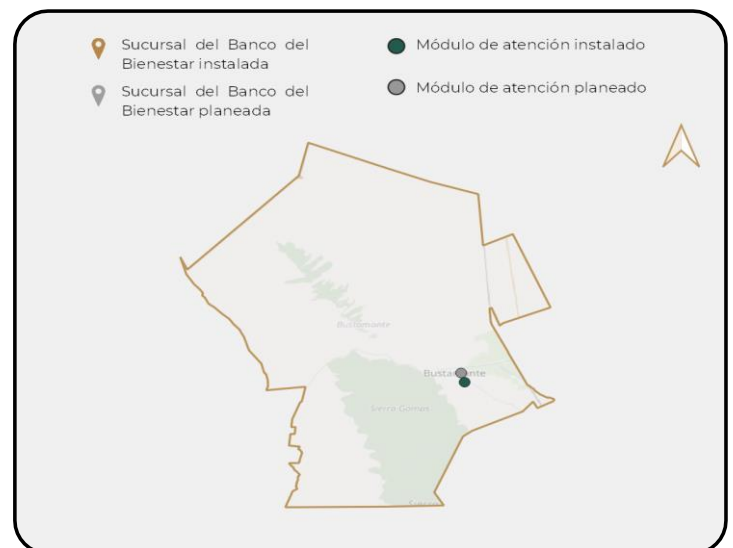 Sucursal del Banco del
Bienestar instalada
Sucursal del Banco del
Bienestar planeada
Módulo de atención instalado
Módulo de atención planeado
Bustamante
Bustamante
Sierra Gomas